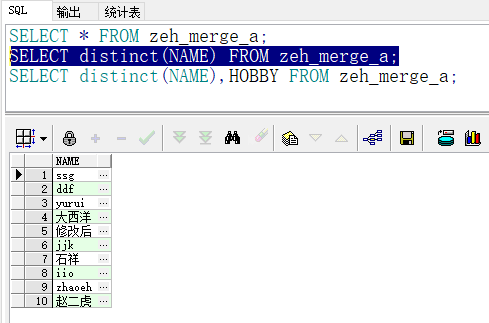 SQL 输出 统计表
SELECT * FROM zeh_merge_a;
SELECT distinct(NAME) FROM zeh_merge_a;
SELECT distinct(NAME),HOBBY FROM zeh_merge_a;
NAME
1 ssg ...
2 ddf ...
3 yurui ...
4 大西洋 ...
5 修改后 ...
6 jjk ...
7 石祥 ...
8 iio ...
9 zhaoeh ...
10 赵二虎 ...